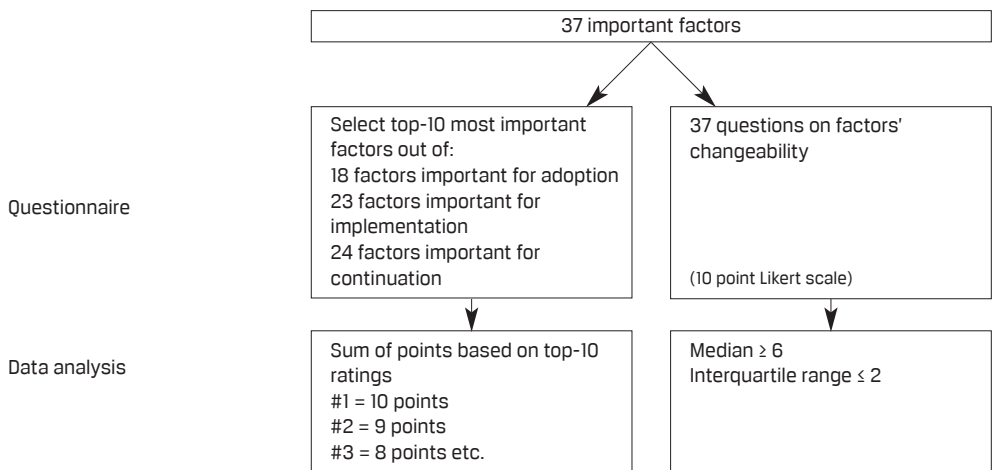 37 important factors
Questionnaire
Select top-10 most important
factors out of:
18 factors important for adoption
23 factors important for
implementation
24 factors important for
continuation
37 questions on factors'
changeability
(10 point Likert scale)
Data analysis
Sum of points based on top-10
ratings
#1 = 10 points
#2 = 9 points
#3 = 8 points etc.
Median ≥ 6
Interquartile range ≤ 2